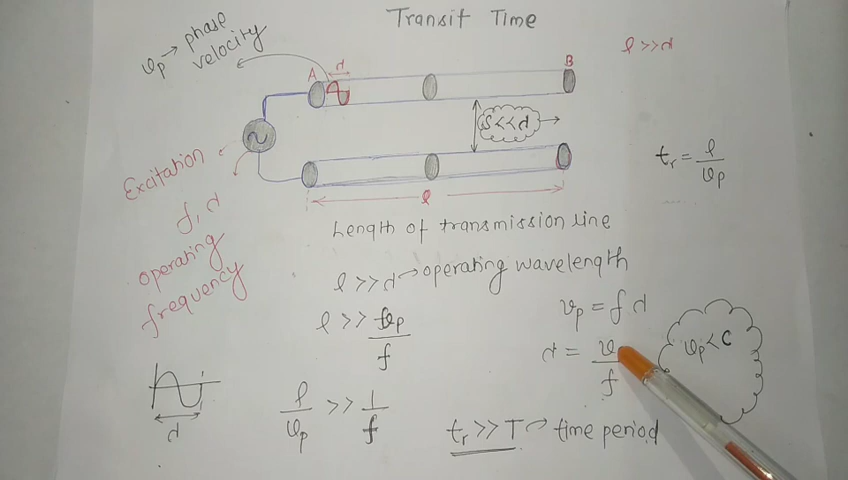 Transit Time
υp → phase
velocity
l >> λ
A
λ
B
S << λ
tr = l / υp
Excitation
f, λ
operating
frequency
l
Length of transmission line
l >> λ → operating wavelength
l >> υp / f
υp = f λ
λ = υ / f
υp < C
λ
l / υp >> 1 / f
tr >> T → time period